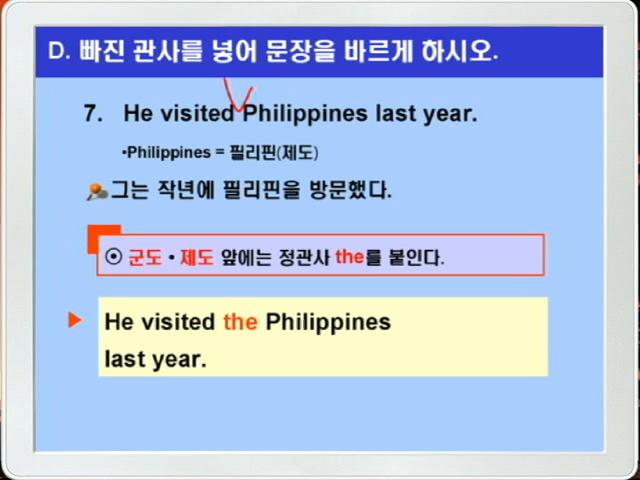 D. 빠진 관사를 넣어 문장을 바르게 하시오.
7. He visited Philippines last year.
•Philippines = 필리핀(제도)
그는 작년에 필리핀을 방문했다.
⊙ 군도 • 제도 앞에는 정관사 the를 붙인다.
He visited the Philippines
last year.